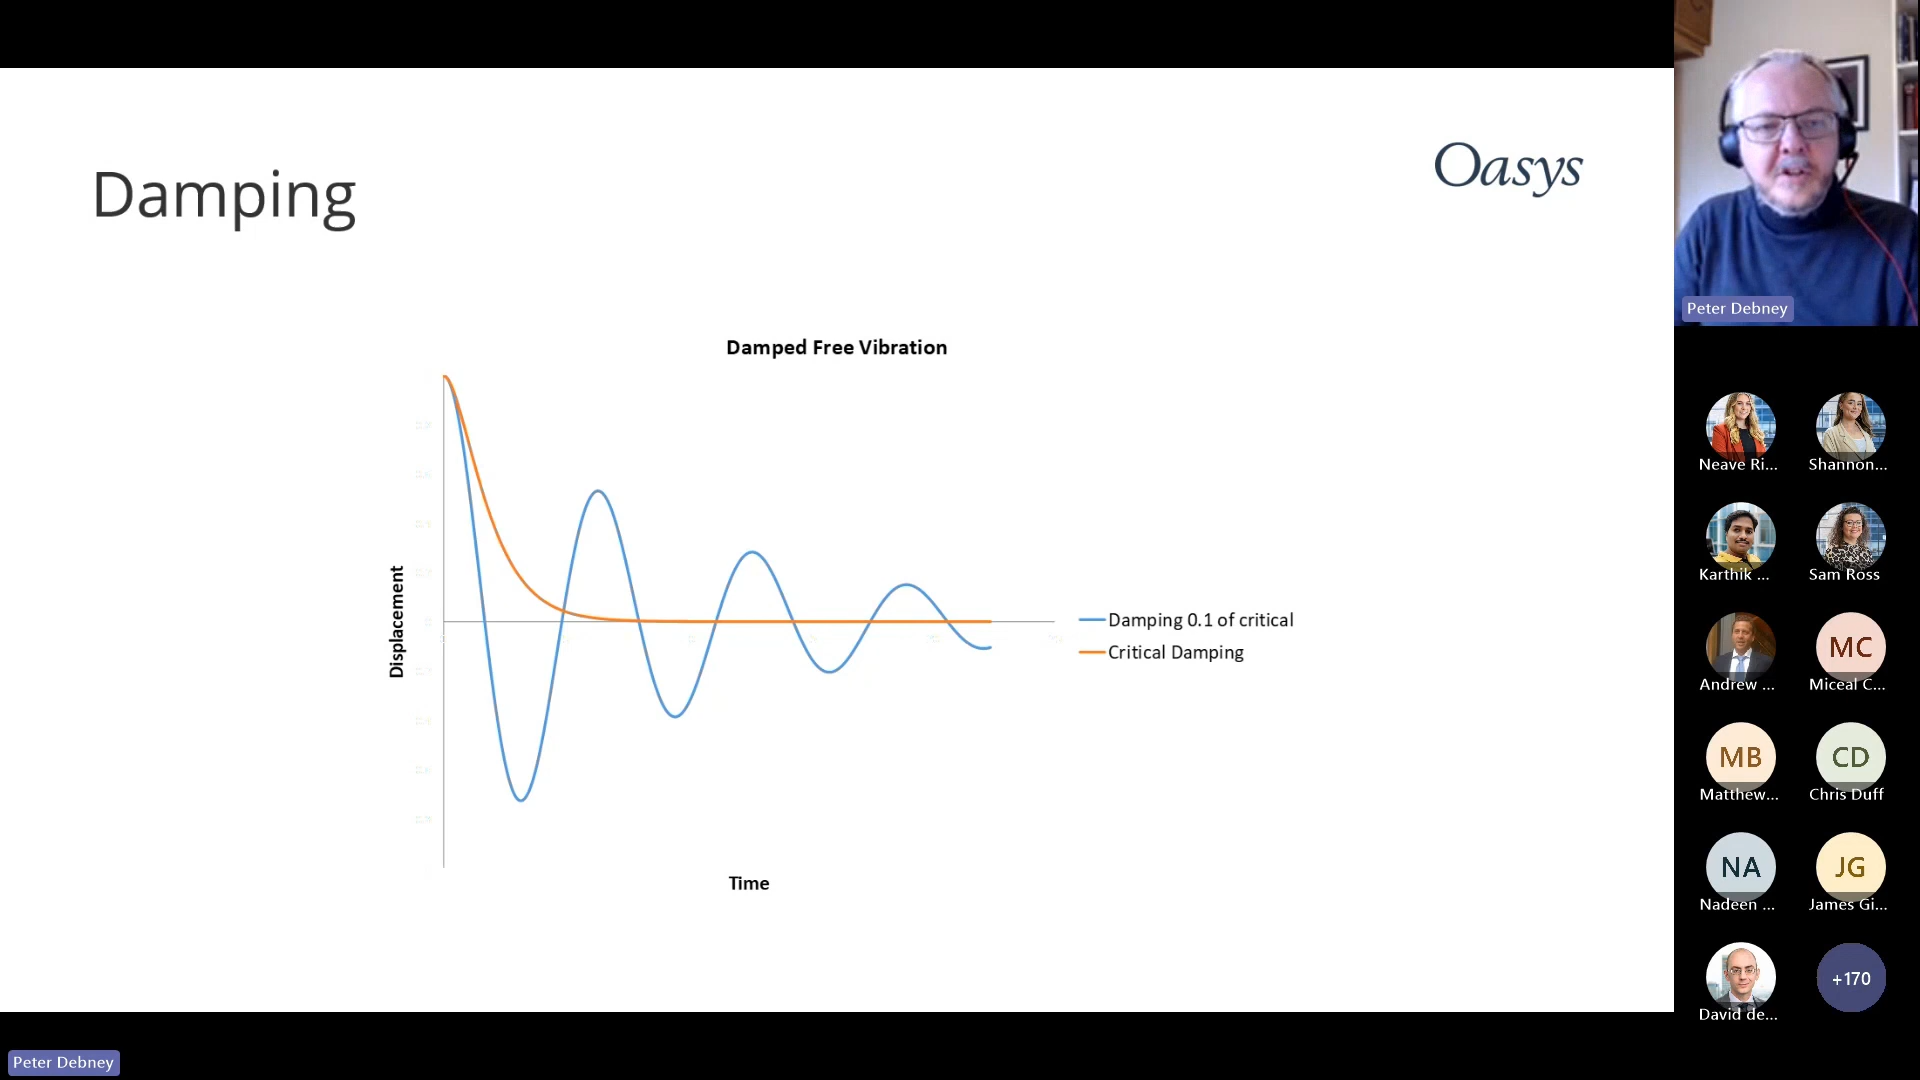 Damping
Oasys
Damped Free Vibration
Displacement
Damping 0.1 of critical
Critical Damping
Time
Peter Debney
Neave Ri...
Shannon...
Karthik ...
Sam Ross
Andrew ...
MC
Miceal C...
MB
Matthew...
CD
Chris Duff
NA
Nadeen ...
JG
James Gi...
David de...
+170
Peter Debney